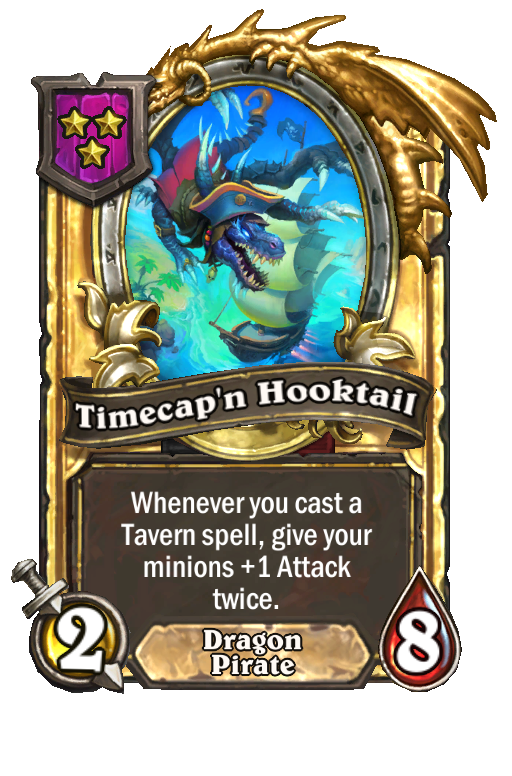 Timecap'n Hooktail
Whenever you cast a
Tavern spell, give your
minions +1 Attack
twice.
2
Dragon
Pirate
8